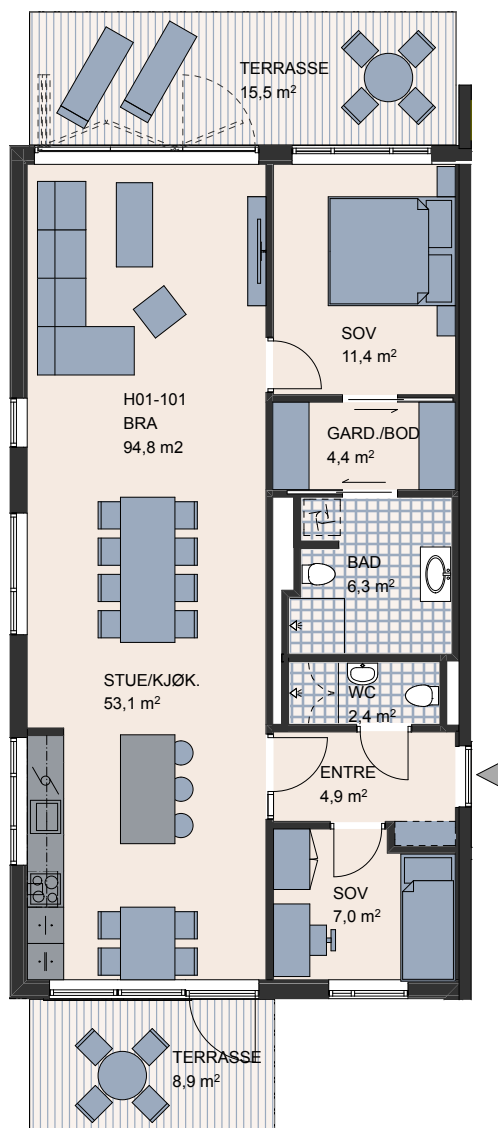 TERRASSE
15,5 m²
SOV
11,4 m²
H01-101
BRA
94,8 m2
GARD./BOD
4,4 m²
BAD
6,3 m²
STUE/KJØK.
53,1 m²
WC
2,4 m²
ENTRE
4,9 m²
SOV
7,0 m²
TERRASSE
8,9 m²